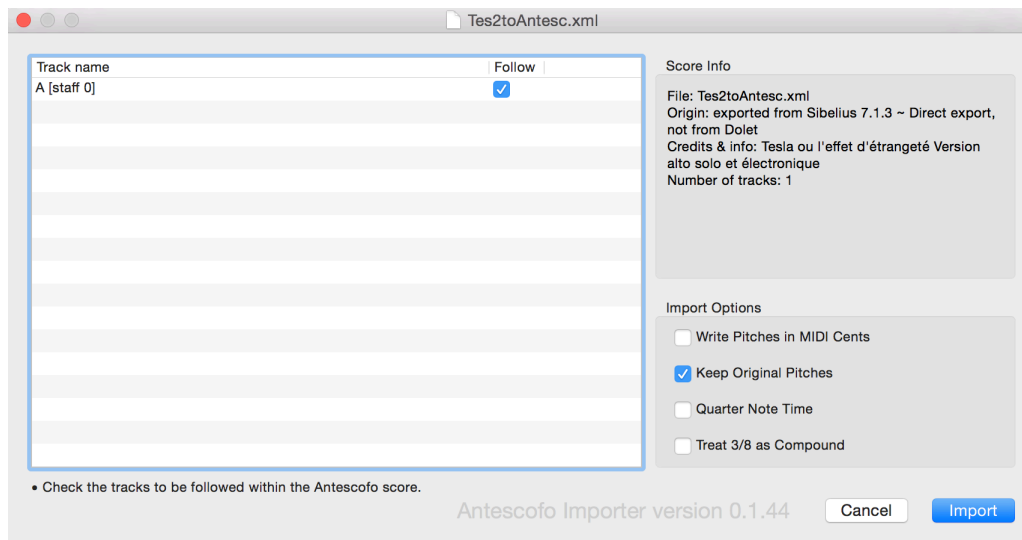 Tes2toAntesc.xml
Track name Follow
A [staff 0]
Score Info
File: Tes2toAntesc.xml
Origin: exported from Sibelius 7.1.3 ~ Direct export,
not from Dolet
Credits & info: Tesla ou l'effet d'étrangeté Version
alto solo et électronique
Number of tracks: 1
Import Options
Write Pitches in MIDI Cents
Keep Original Pitches
Quarter Note Time
Treat 3/8 as Compound
• Check the tracks to be followed within the Antescofo score.
Antescofo Importer version 0.1.44
Cancel Import